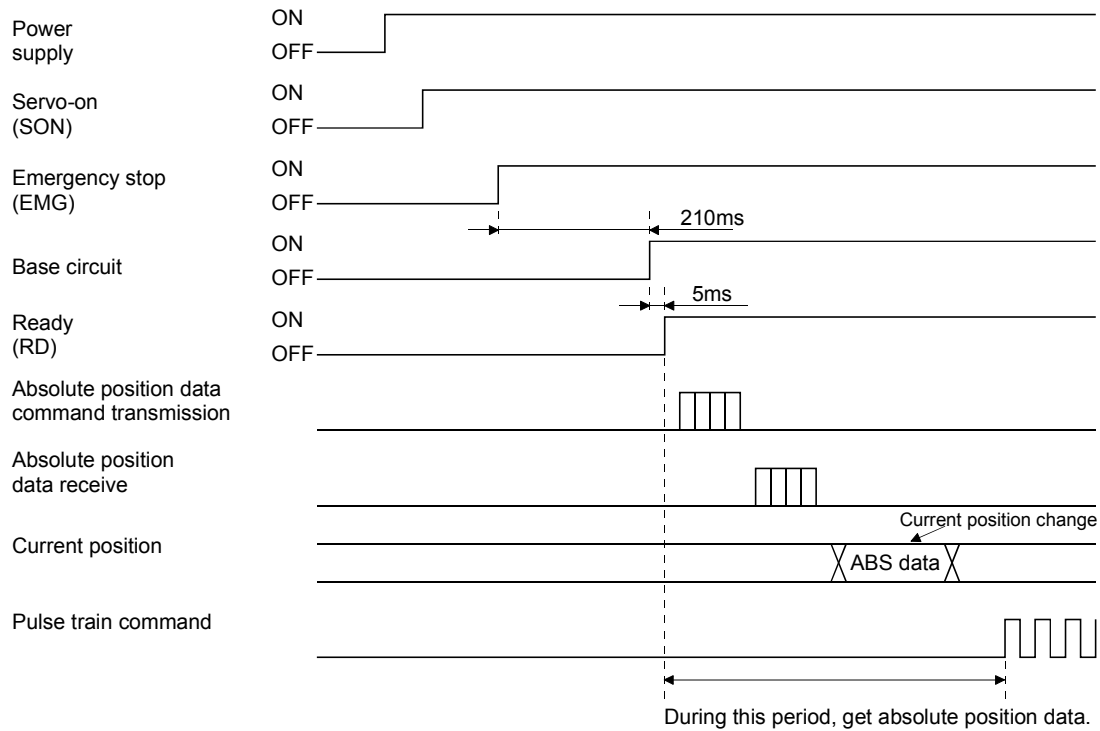 Power
supply
ON
OFF
Servo-on
(SON)
ON
OFF
Emergency stop
(EMG)
ON
OFF
210ms
Base circuit
ON
OFF
5ms
Ready
(RD)
ON
OFF
Absolute position data
command transmission
Absolute position
data receive
Current position change
Current position
ABS data
Pulse train command
During this period, get absolute position data.